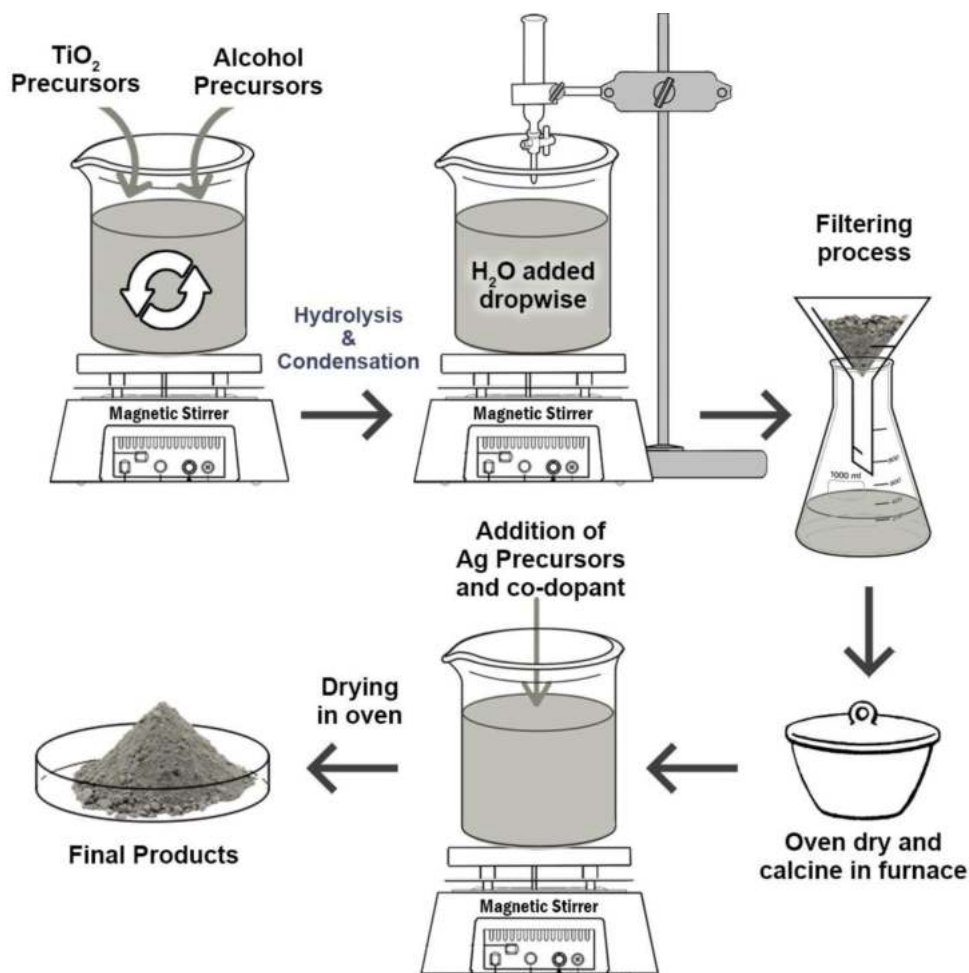 TiO₂
Precursors
Alcohol
Precursors
Magnetic Stirrer
Hydrolysis
&
Condensation
H₂O added
dropwise
Magnetic Stirrer
Filtering
process
1000 ml
Oven dry and
calcine in furnace
Addition of
Ag Precursors
and co-dopant
Magnetic Stirrer
Drying
in oven
Final Products